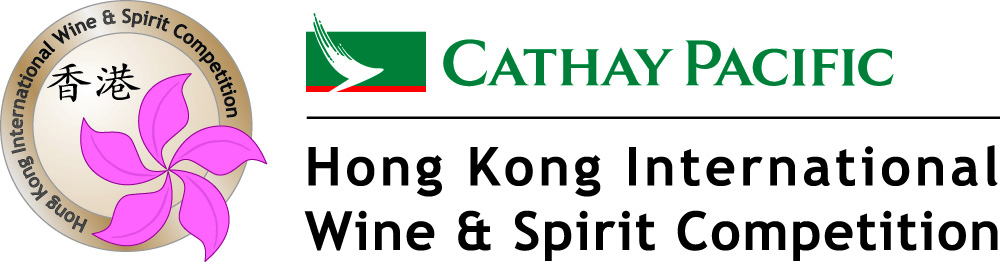 Hong Kong International Wine & Spirit Competition
香港
CATHAY PACIFIC
Hong Kong International
Wine & Spirit Competition